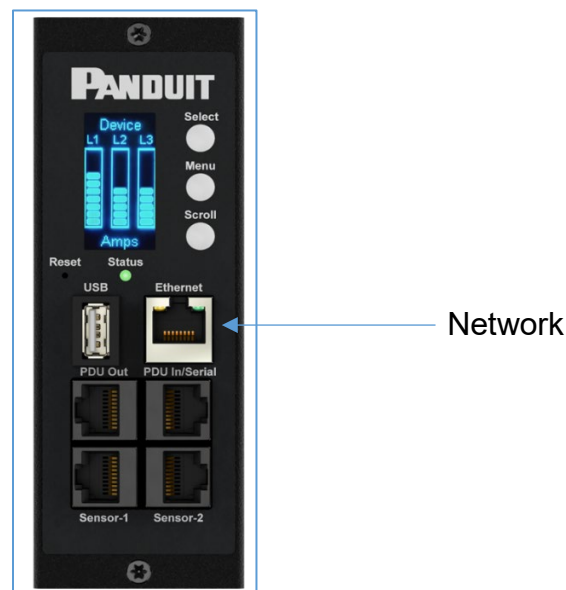 PANDUIT
Device
L1 L2 L3
Amps
Select
Menu
Scroll
Reset
Status
USB
Ethernet
Network
PDU Out
PDU In/Serial
Sensor-1
Sensor-2